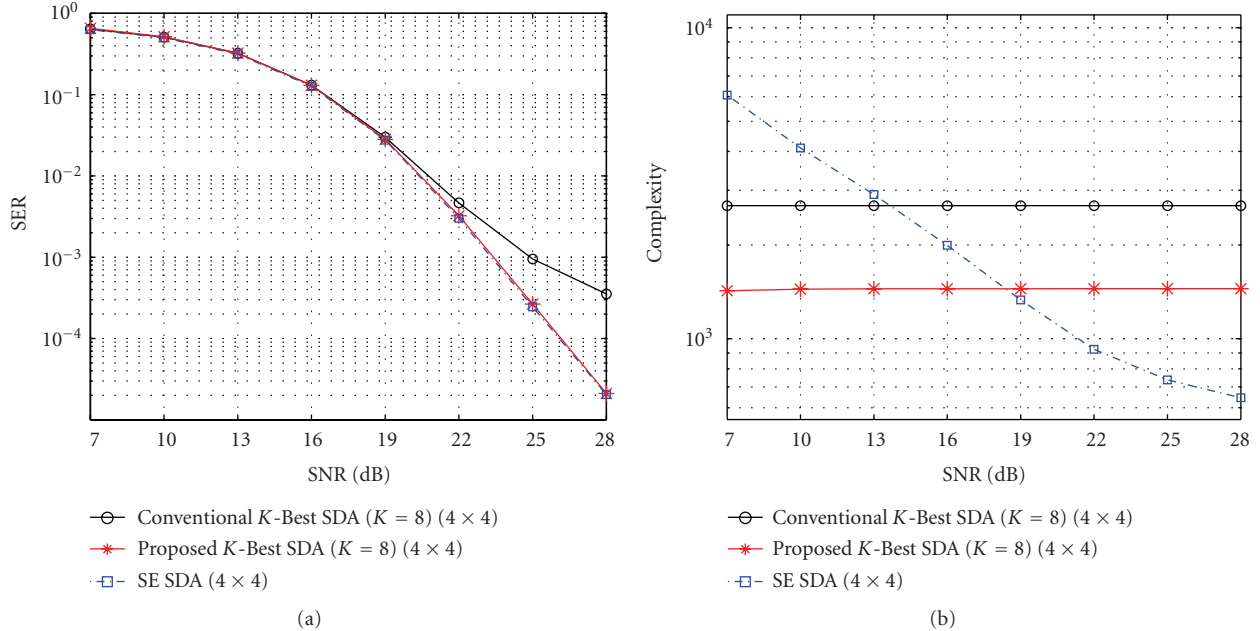 10^0
10^−1
10^−2
10^−3
10^−4
SER
7 10 13 16 19 22 25 28
SNR (dB)
Conventional K-Best SDA (K = 8) (4 × 4)
Proposed K-Best SDA (K = 8) (4 × 4)
SE SDA (4 × 4)
(a)
10^4
10^3
Complexity
7 10 13 16 19 22 25 28
SNR (dB)
Conventional K-Best SDA (K = 8) (4 × 4)
Proposed K-Best SDA (K = 8) (4 × 4)
SE SDA (4 × 4)
(b)